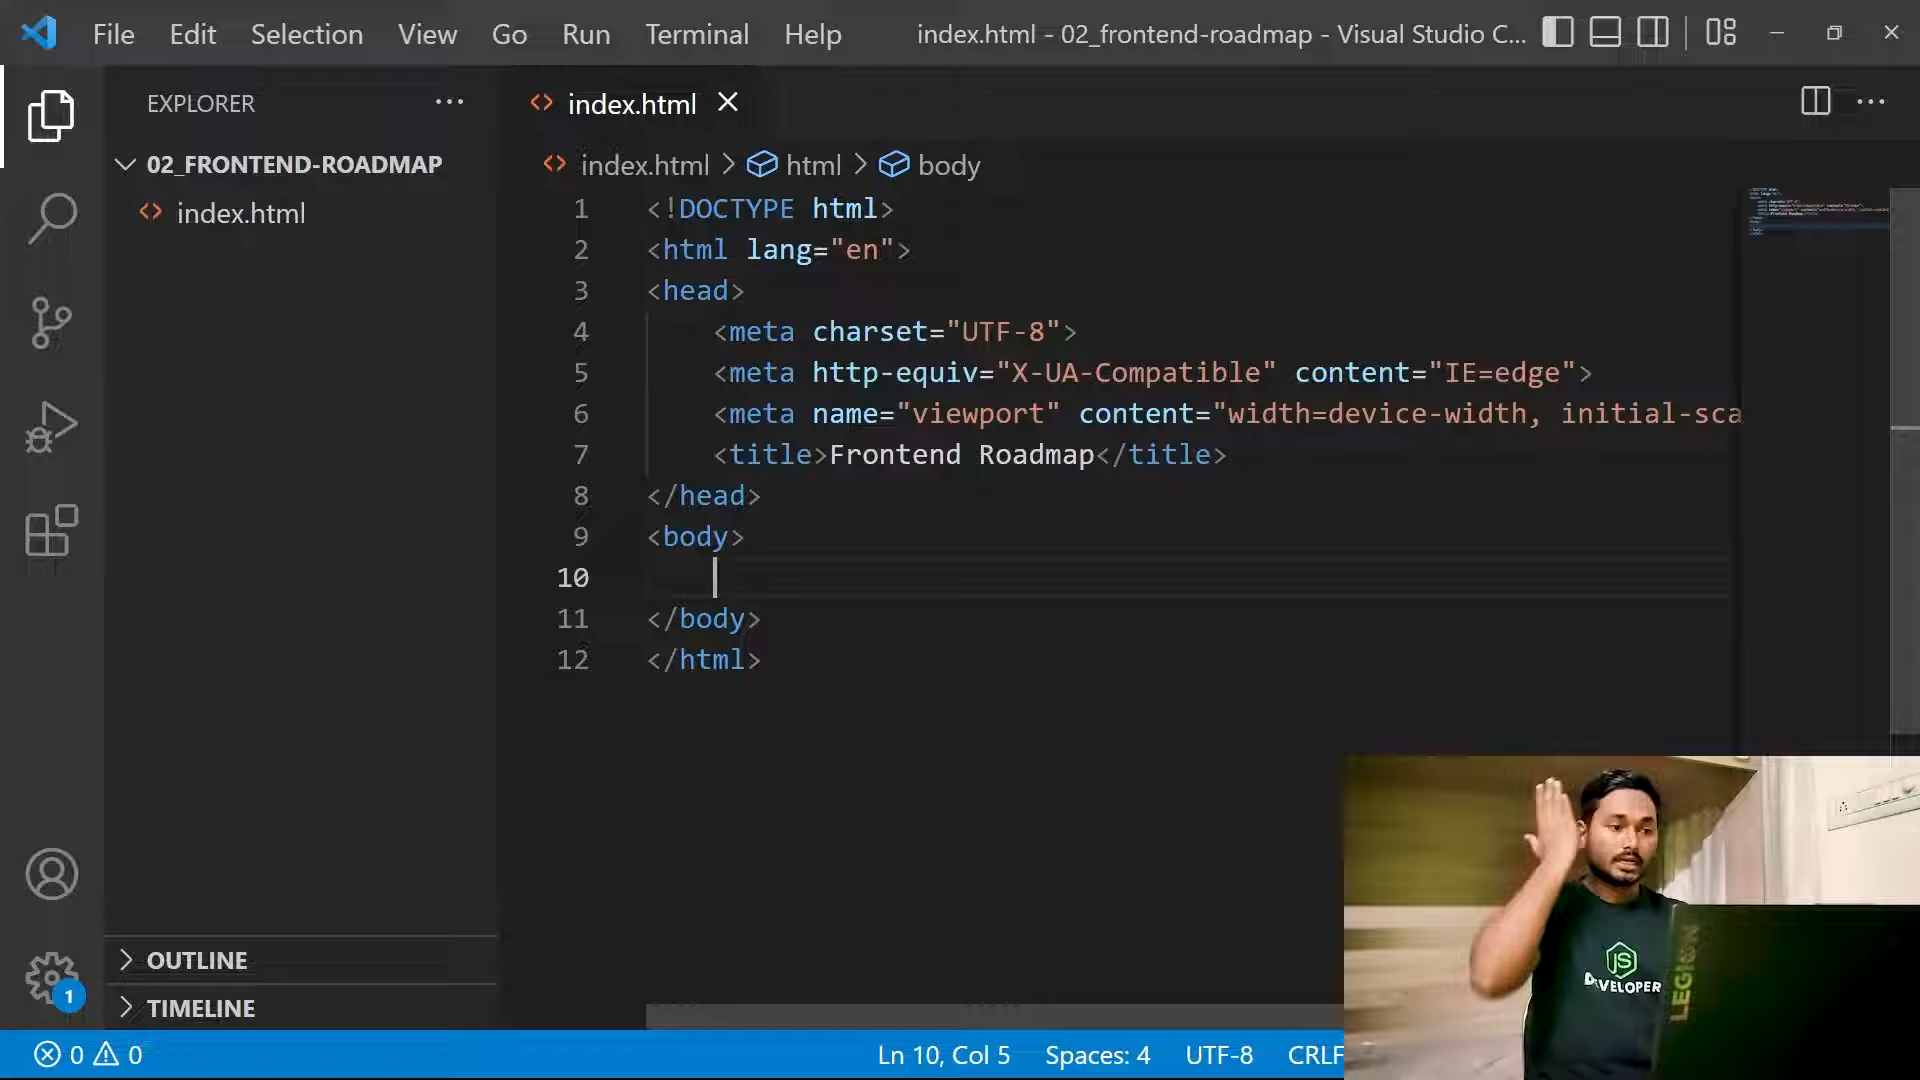 File Edit Selection View Go Run Terminal Help index.html - 02_frontend-roadmap - Visual Studio C...
EXPLORER
02_FRONTEND-ROADMAP
index.html
OUTLINE
TIMELINE
index.html
index.html > html > body
1 <!DOCTYPE html>
2 <html lang="en">
3 <head>
4 <meta charset="UTF-8">
5 <meta http-equiv="X-UA-Compatible" content="IE=edge">
6 <meta name="viewport" content="width=device-width, initial-sca
7 <title>Frontend Roadmap</title>
8 </head>
9 <body>
10
11 </body>
12 </html>
1
JS
DEVELOPER
LEGION
0 0 Ln 10, Col 5 Spaces: 4 UTF-8 CRLF